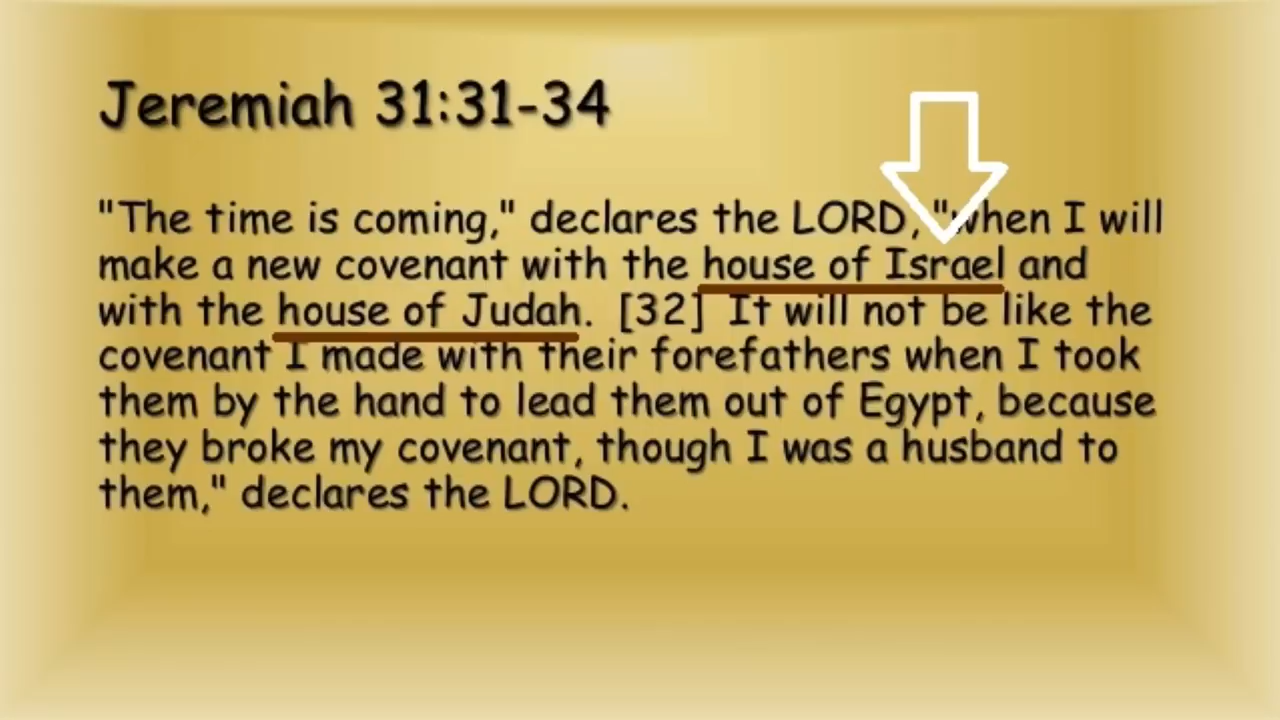 Jeremiah 31:31-34
"The time is coming," declares the LORD, "when I will
make a new covenant with the house of Israel and
with the house of Judah. [32] It will not be like the
covenant I made with their forefathers when I took
them by the hand to lead them out of Egypt, because
they broke my covenant, though I was a husband to
them," declares the LORD.